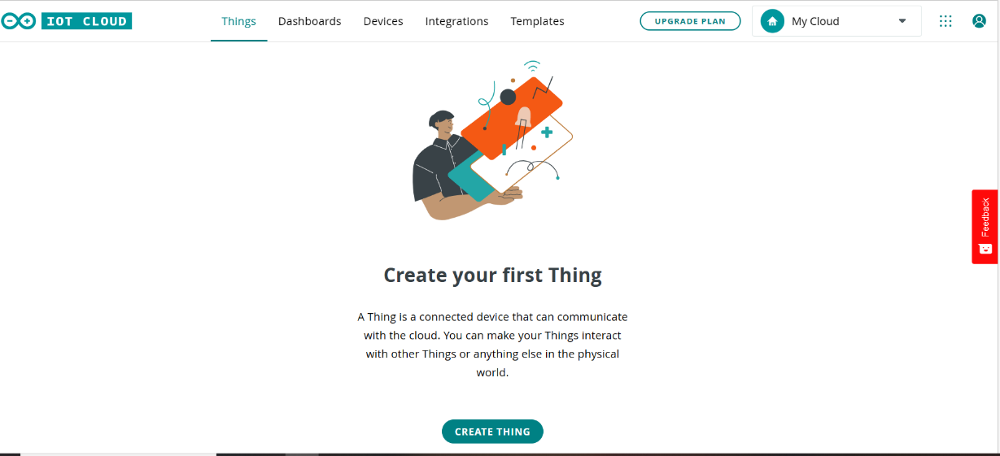 IOT CLOUD Things Dashboards Devices Integrations Templates UPGRADE PLAN My Cloud
Feedback
Create your first Thing
A Thing is a connected device that can communicate
with the cloud. You can make your Things interact
with other Things or anything else in the physical
world.
CREATE THING